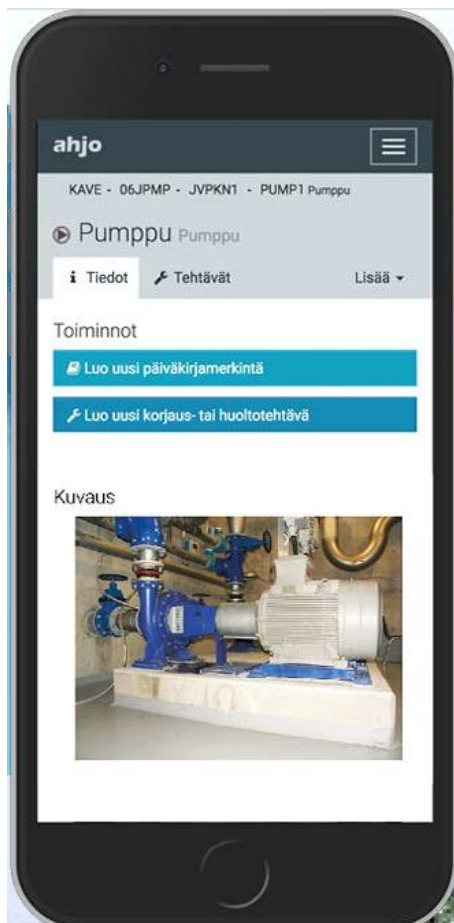 ahjo
KAVE - 06JPMP - JVPKN1 - PUMP1 Pumppu
Pumppu Pumppu
Tiedot Tehtävät Lisää
Toiminnot
Luo uusi päiväkirjamerkintä
Luo uusi korjaus- tai huoltotehtävä
Kuvaus